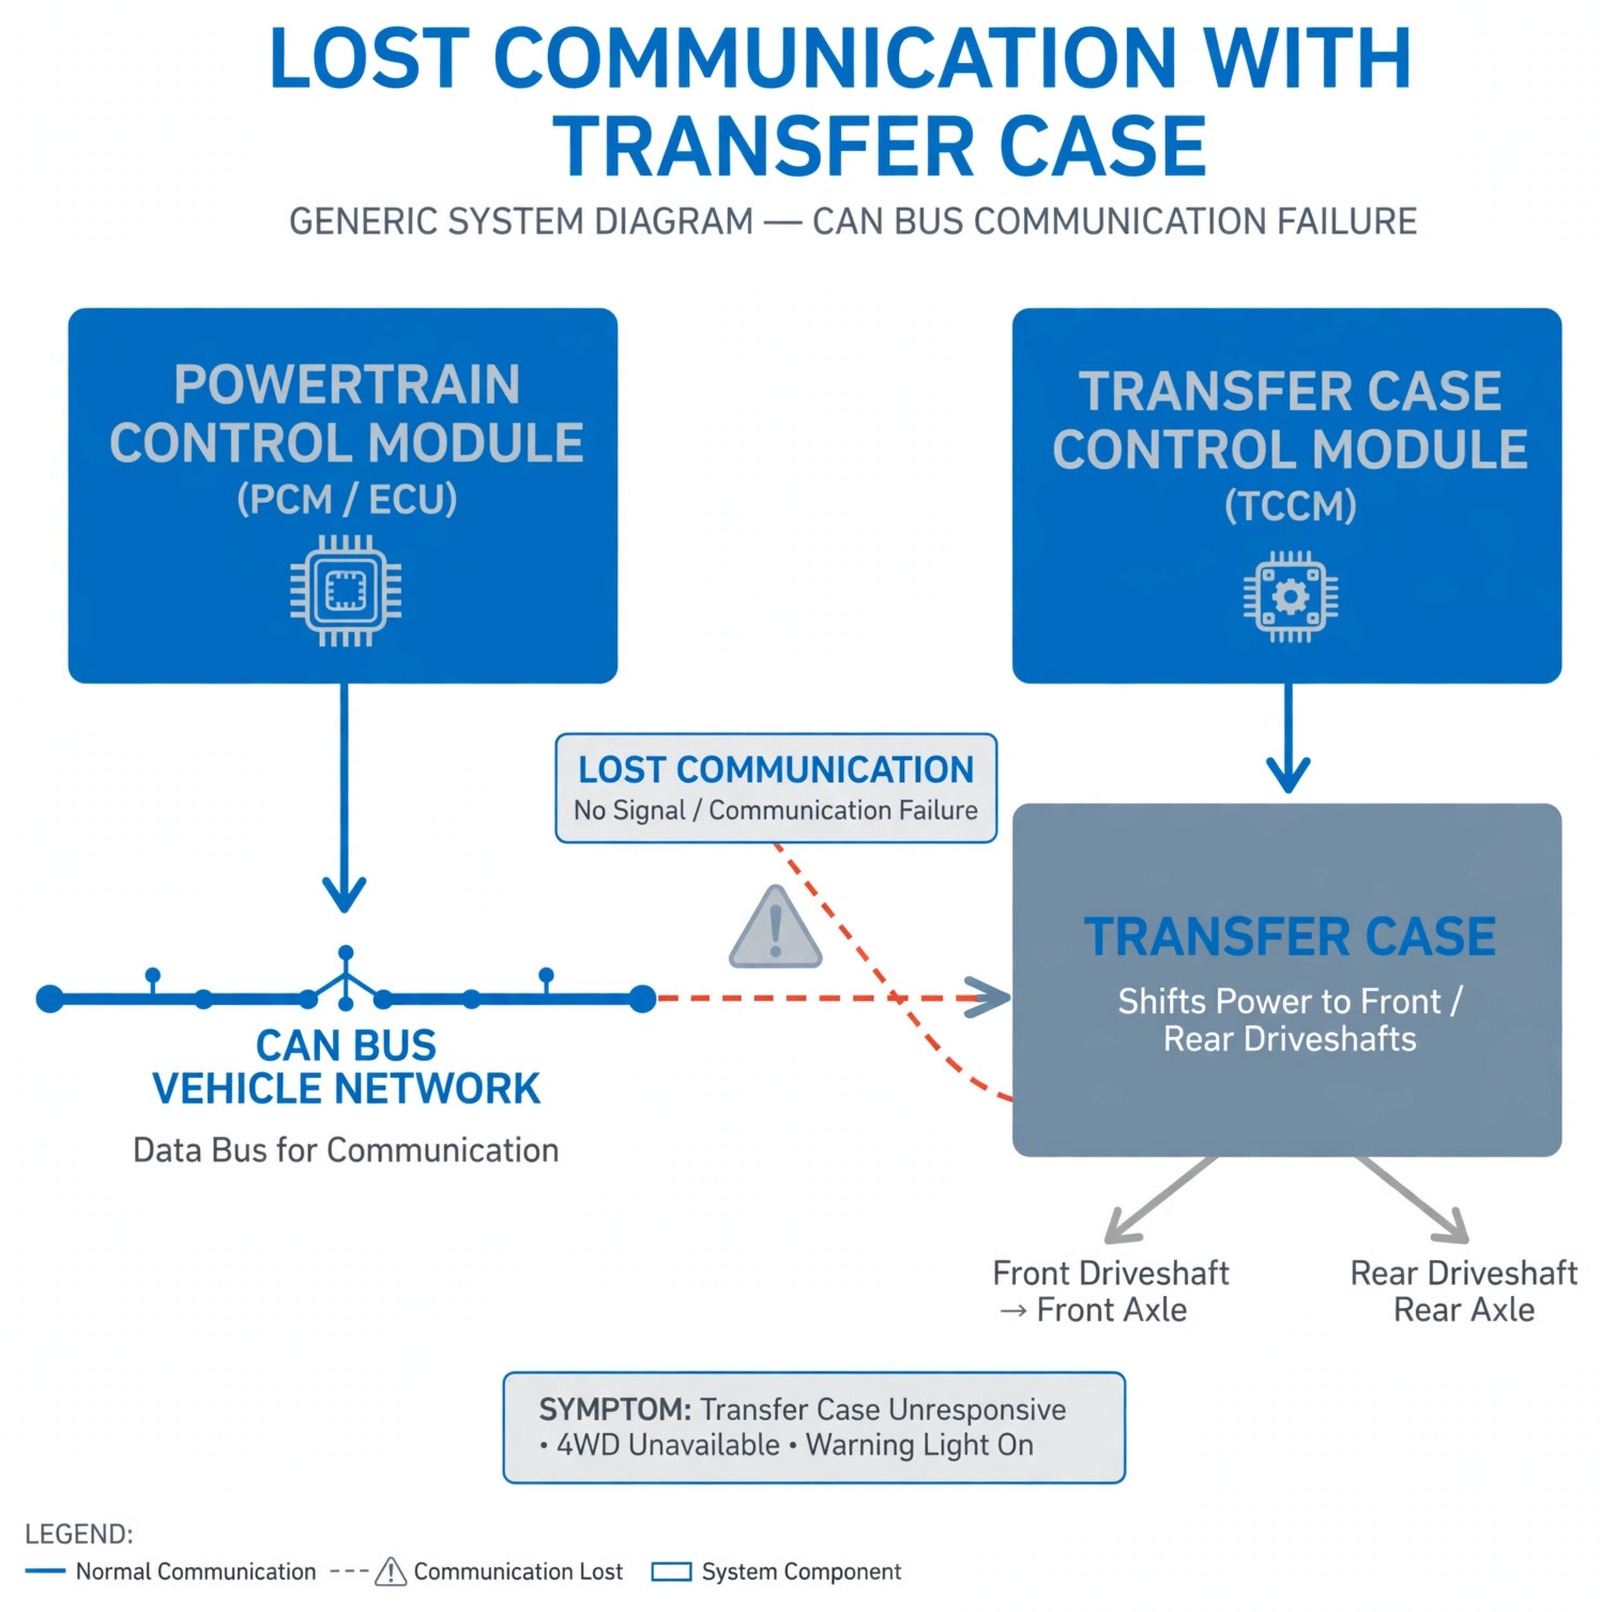 LOST COMMUNICATION WITH
TRANSFER CASE
GENERIC SYSTEM DIAGRAM — CAN BUS COMMUNICATION FAILURE
POWERTRAIN
CONTROL MODULE
(PCM / ECU)
TRANSFER CASE
CONTROL MODULE
(TCCM)
LOST COMMUNICATION
No Signal / Communication Failure
TRANSFER CASE
Shifts Power to Front /
Rear Driveshafts
CAN BUS
VEHICLE NETWORK
Data Bus for Communication
Front Driveshaft
→ Front Axle
Rear Driveshaft
Rear Axle
SYMPTOM: Transfer Case Unresponsive
• 4WD Unavailable • Warning Light On
LEGEND:
Normal Communication
Communication Lost
System Component